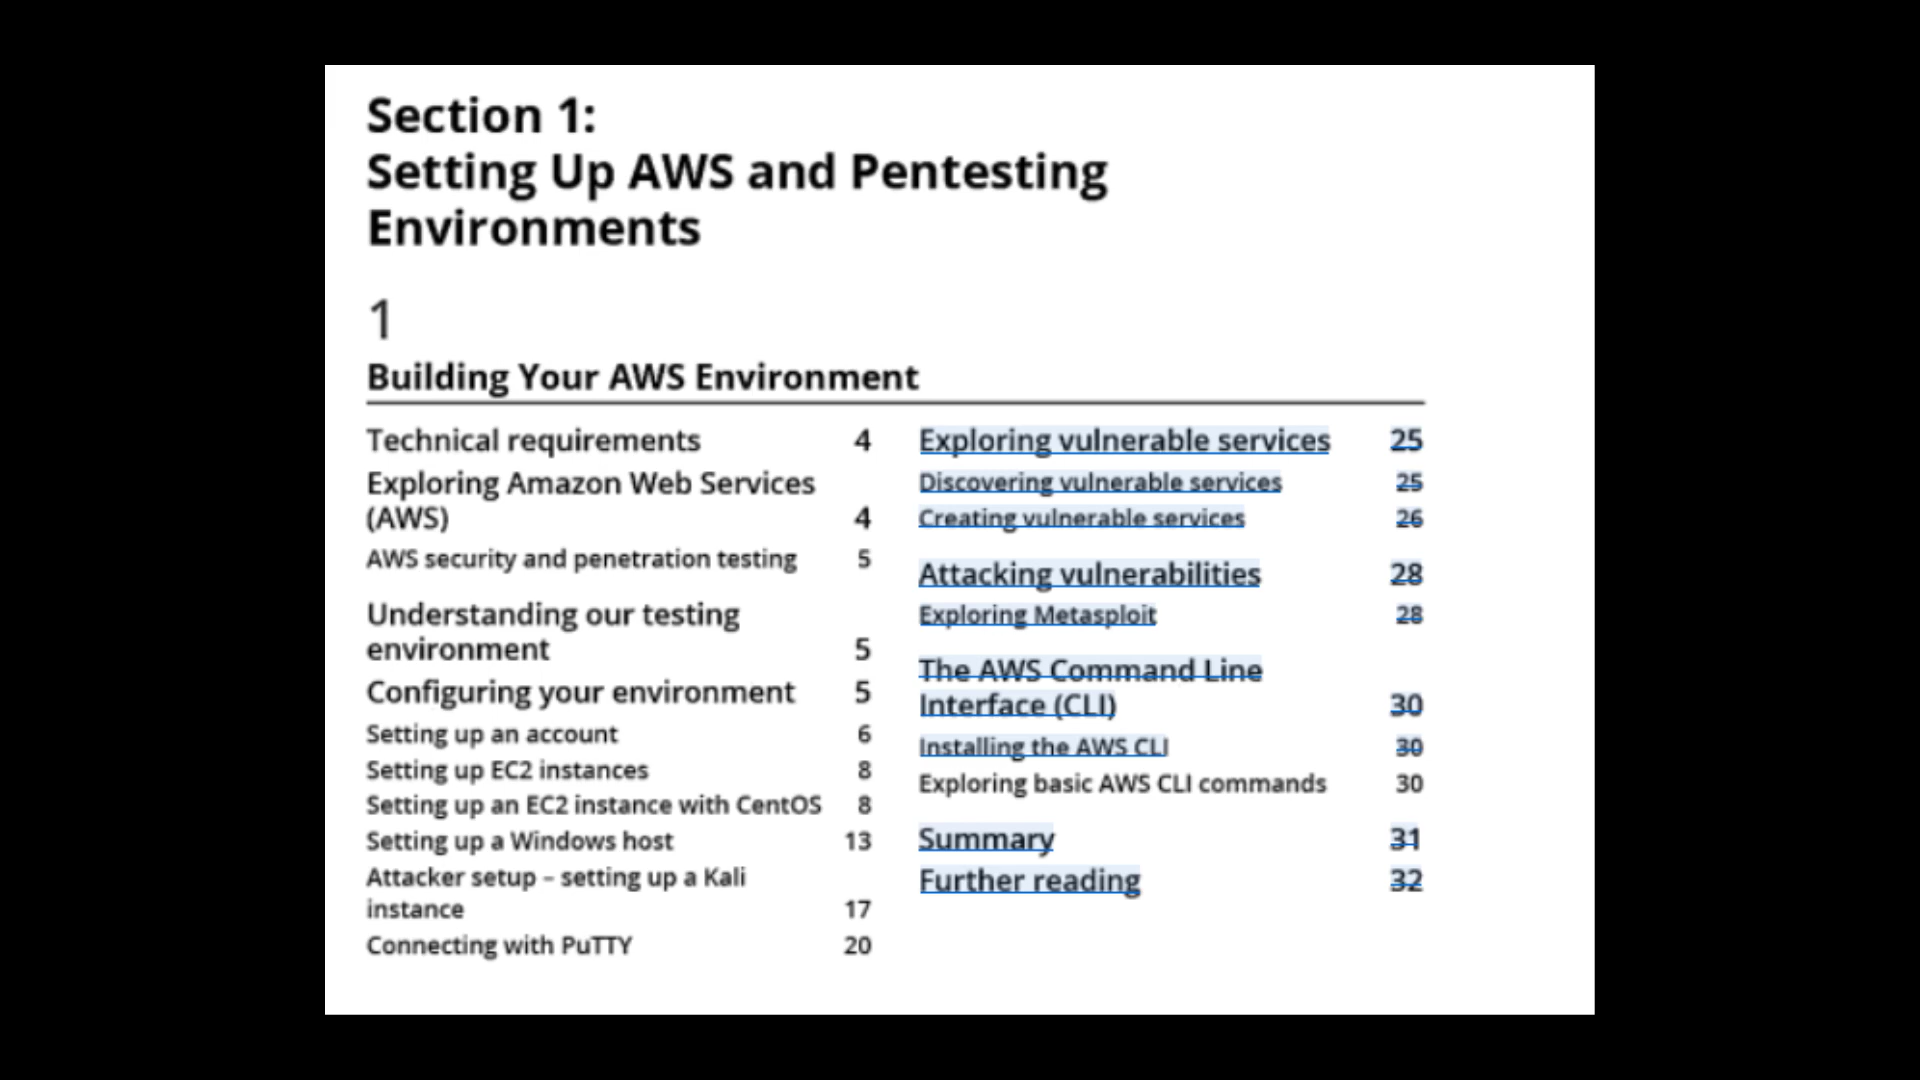 Section 1:
Setting Up AWS and Pentesting
Environments
1
Building Your AWS Environment
Technical requirements 4
Exploring Amazon Web Services
(AWS) 4
AWS security and penetration testing 5
Understanding our testing
environment 5
Configuring your environment 5
Setting up an account 6
Setting up EC2 instances 8
Setting up an EC2 instance with CentOS 8
Setting up a Windows host 13
Attacker setup – setting up a Kali
instance 17
Connecting with PuTTY 20
Exploring vulnerable services 25
Discovering vulnerable services 25
Creating vulnerable services 26
Attacking vulnerabilities 28
Exploring Metasploit 28
The AWS Command Line
Interface (CLI) 30
Installing the AWS CLI 30
Exploring basic AWS CLI commands 30
Summary 31
Further reading 32